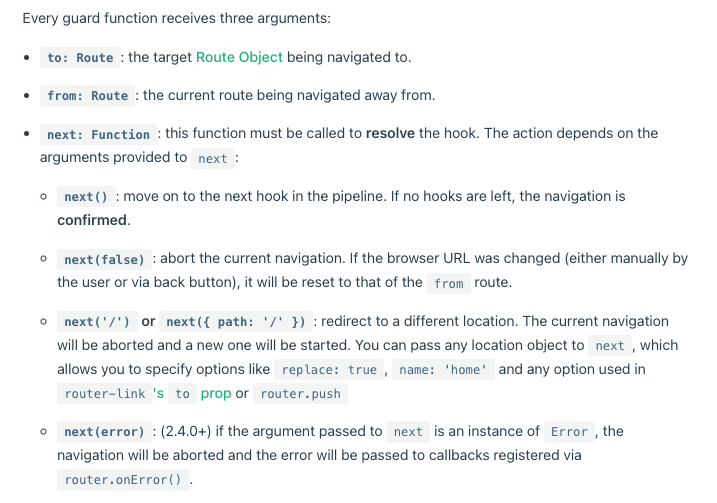 Every guard function receives three arguments:
• to: Route : the target Route Object being navigated to.
• from: Route : the current route being navigated away from.
• next: Function : this function must be called to resolve the hook. The action depends on the
arguments provided to next :
◦ next() : move on to the next hook in the pipeline. If no hooks are left, the navigation is
confirmed.
◦ next(false) : abort the current navigation. If the browser URL was changed (either manually by
the user or via back button), it will be reset to that of the from route.
◦ next('/') or next({ path: '/' }) : redirect to a different location. The current navigation
will be aborted and a new one will be started. You can pass any location object to next , which
allows you to specify options like replace: true , name: 'home' and any option used in
router-link 's to prop or router.push
◦ next(error) : (2.4.0+) if the argument passed to next is an instance of Error , the
navigation will be aborted and the error will be passed to callbacks registered via
router.onError() .